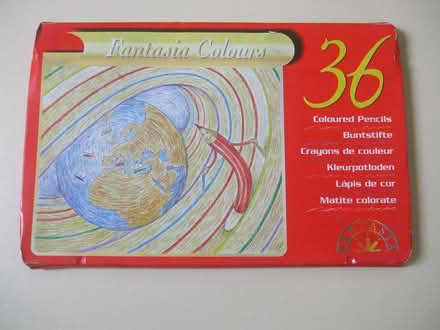 Fantasia Colours
36
Coloured Pencils
Buntstifte
Crayons de couleur
Kleurpotloden
Lápis de cor
Matite colorate